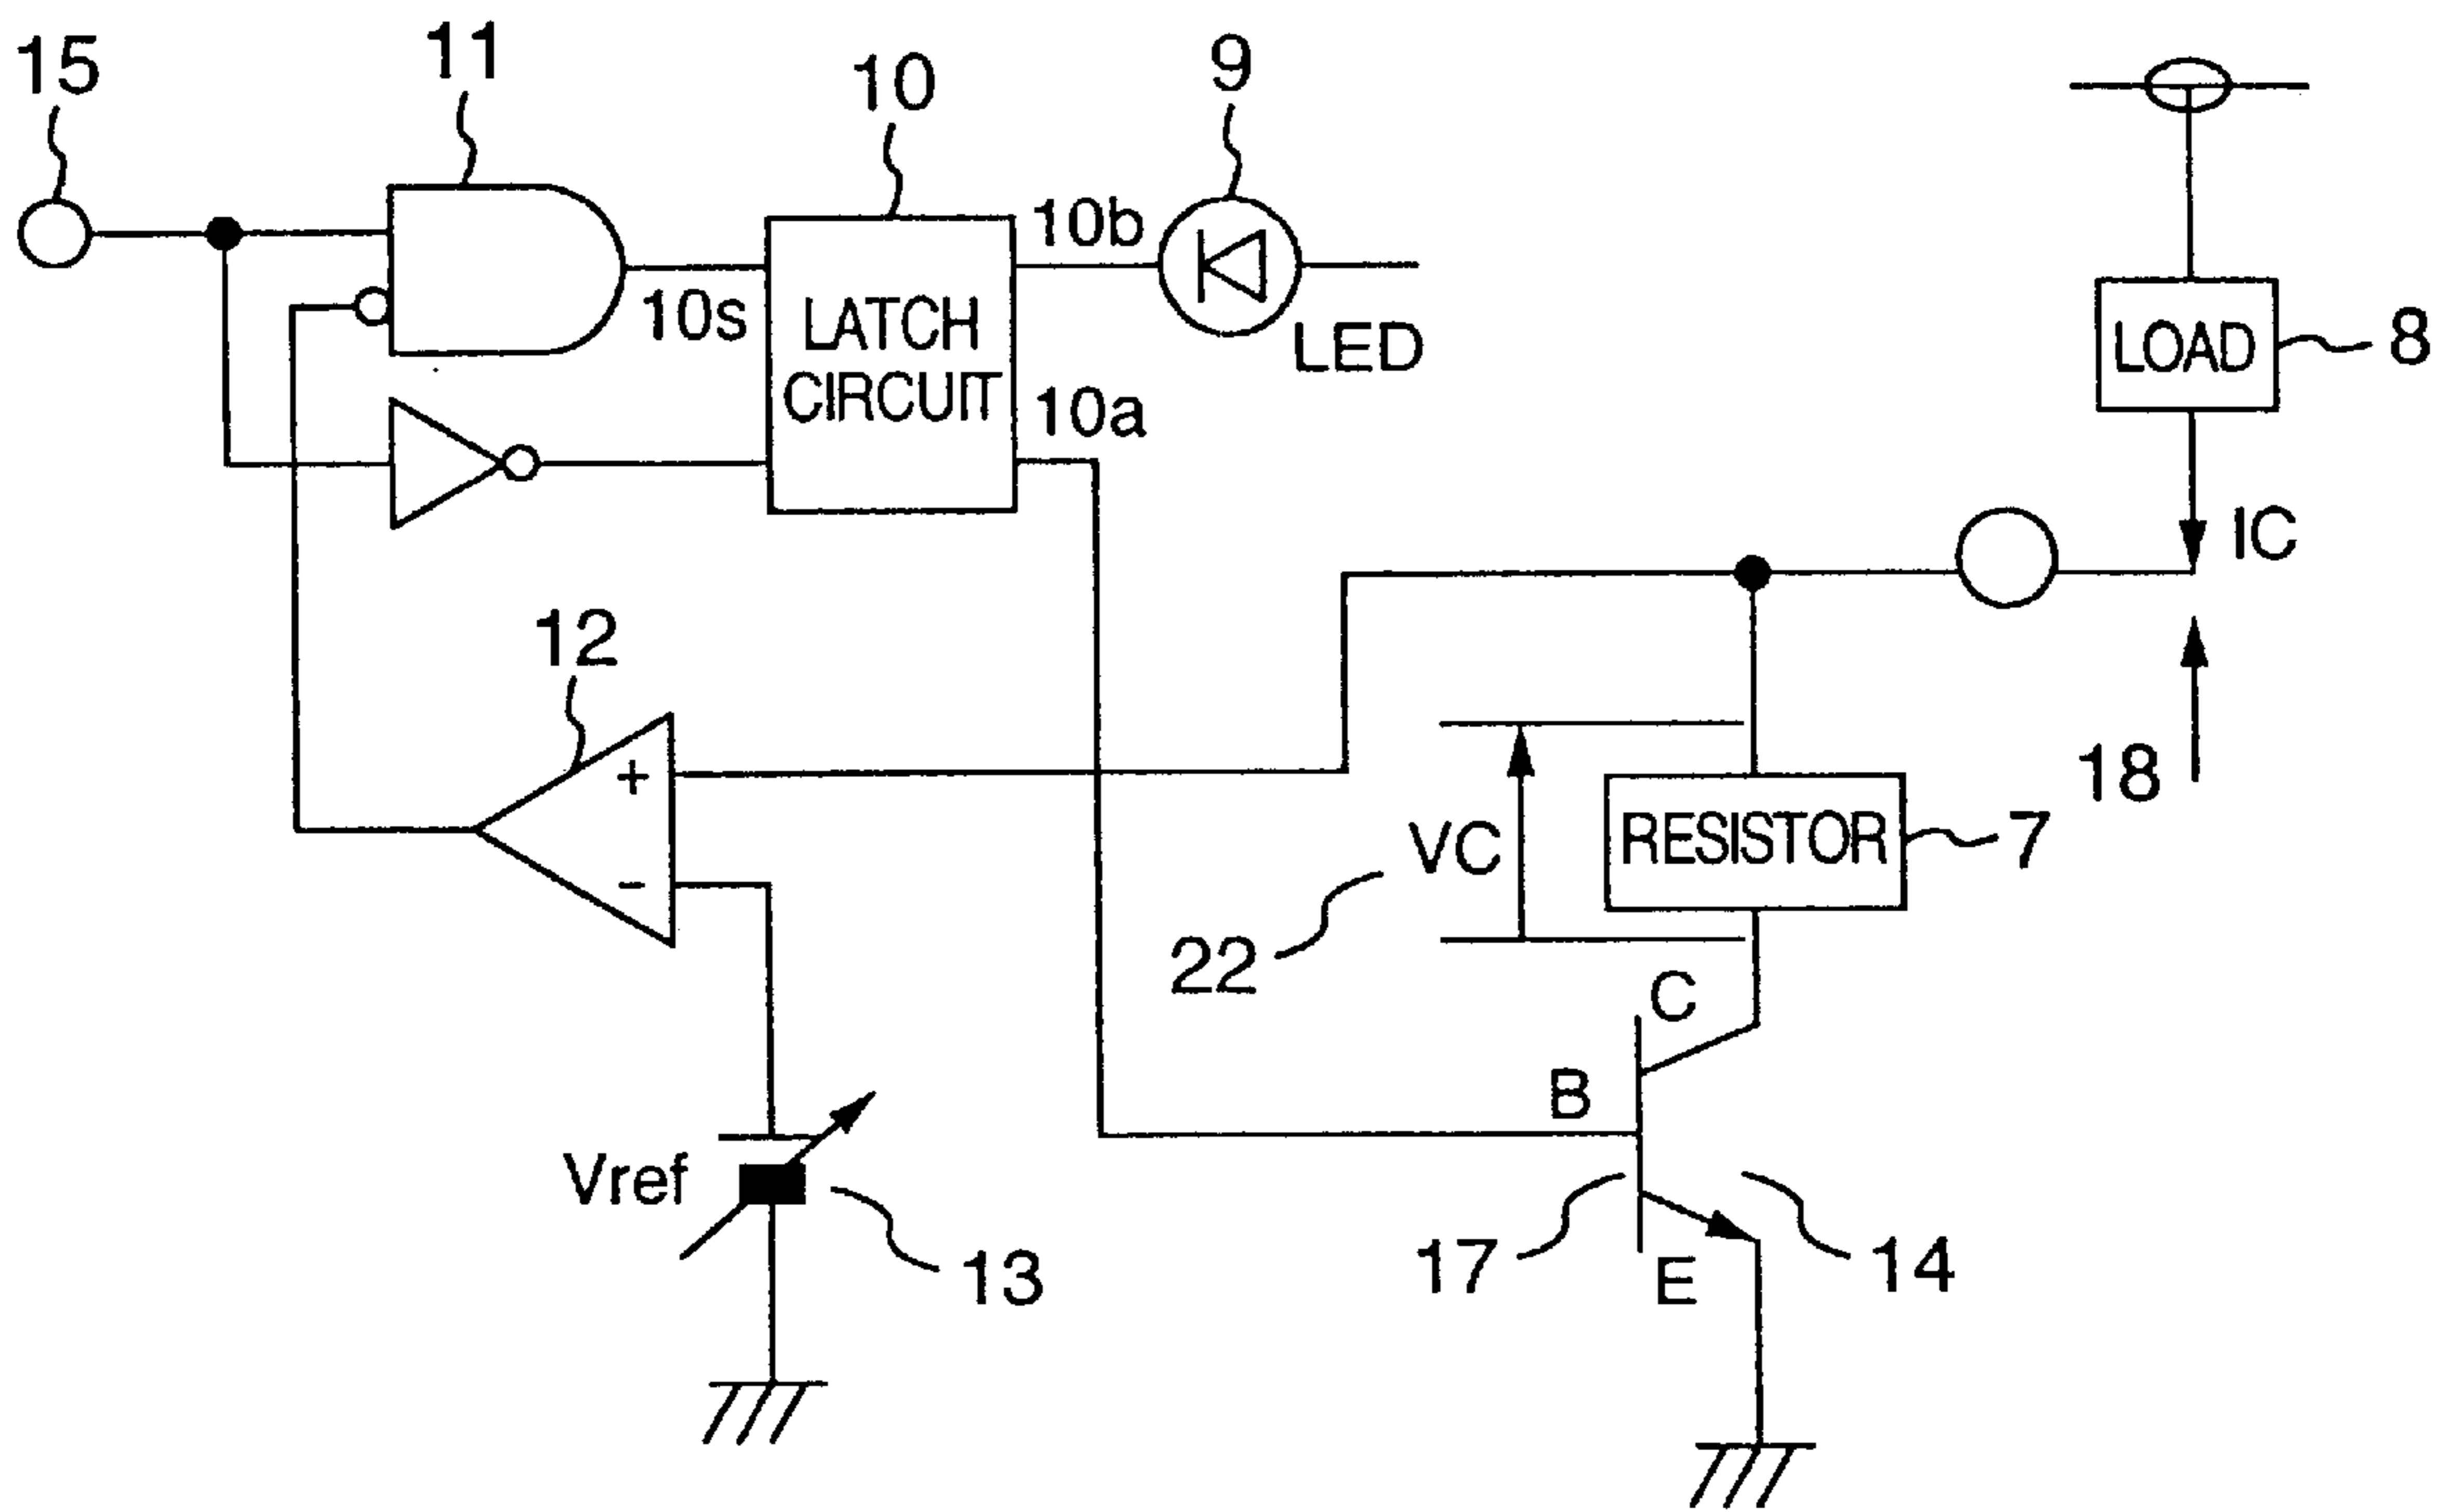 15
11
10
9
10b
10s
LATCH
CIRCUIT
LED
LOAD
8
10a
IC
12
+
18
VC
RESISTOR
7
−
22
C
B
Vref
13
17
E
14